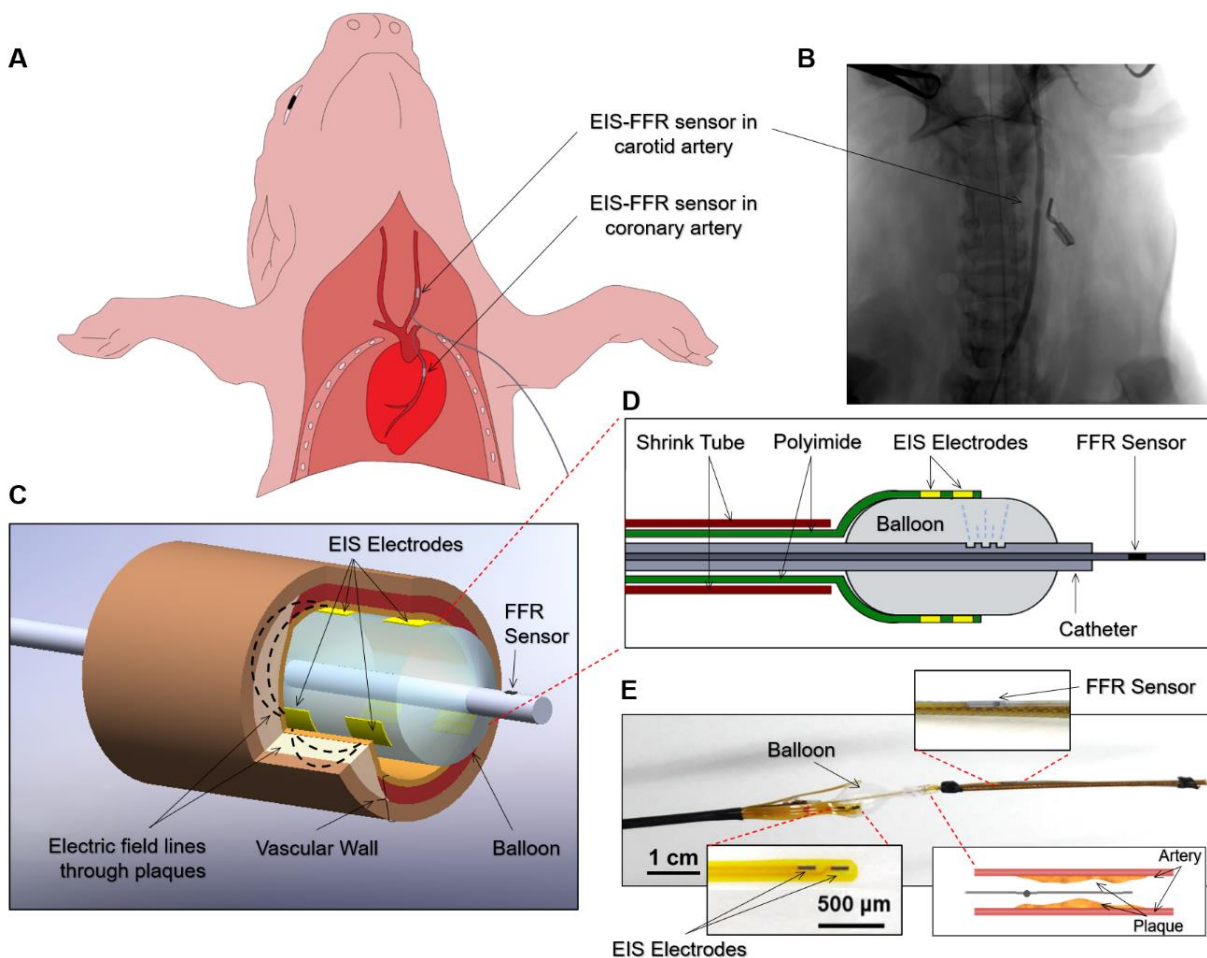 A
B
EIS-FFR sensor in
carotid artery
EIS-FFR sensor in
coronary artery
C
EIS Electrodes
FFR
Sensor
Electric field lines
through plaques
Vascular Wall
Balloon
D
Shrink Tube
Polyimide
EIS Electrodes
FFR Sensor
Balloon
Catheter
E
FFR Sensor
Balloon
1 cm
500 µm
EIS Electrodes
Artery
Plaque